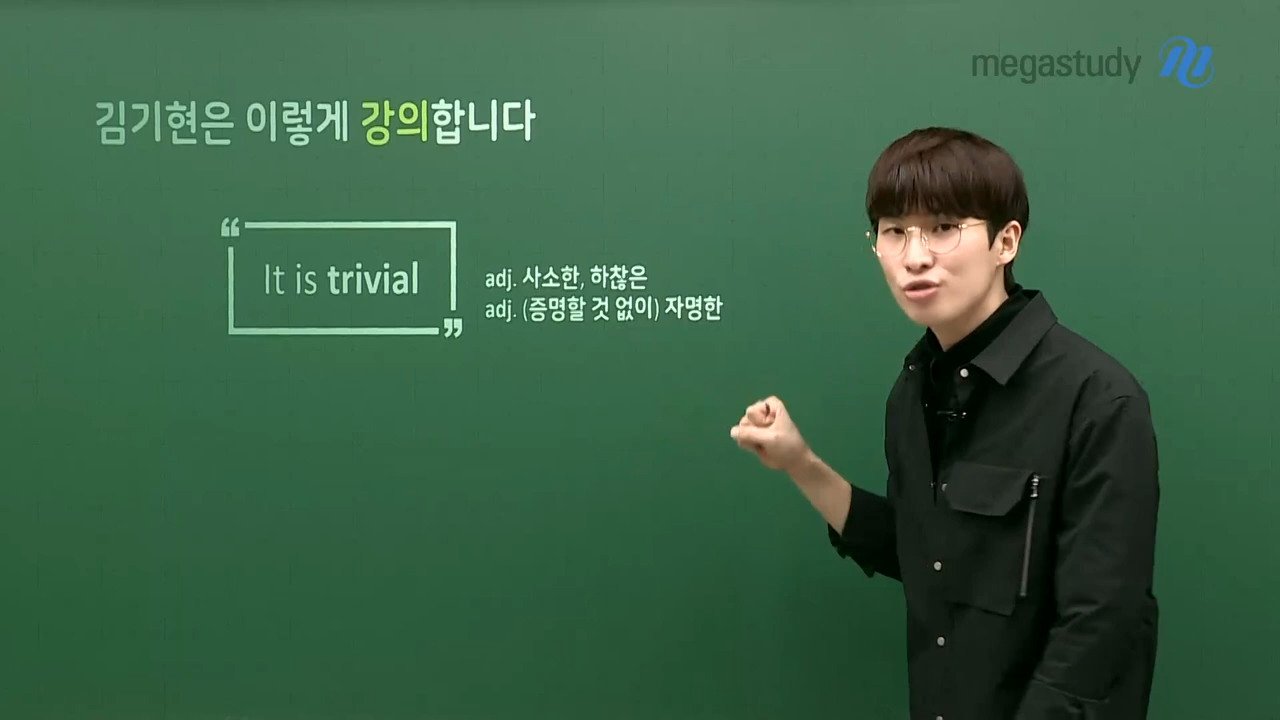 megastudy
김기현은 이렇게 강의합니다
“
It is trivial
”
adj. 사소한, 하찮은
adj. (증명할 것 없이) 자명한